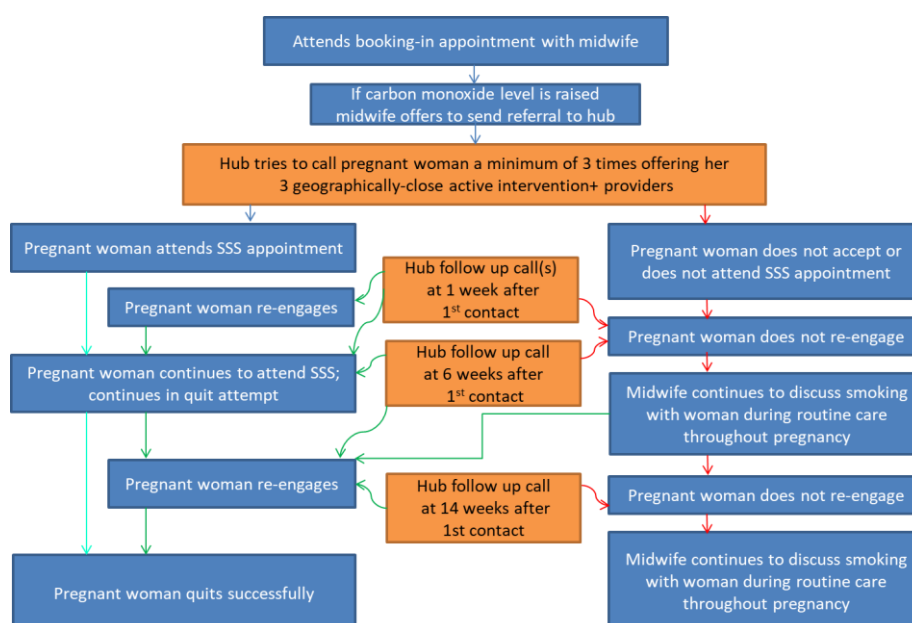 Attends booking-in appointment with midwife
If carbon monoxide level is raised
midwife offers to send referral to hub
Hub tries to call pregnant woman a minimum of 3 times offering her
3 geographically-close active intervention+ providers
Pregnant woman attends SSS appointment
Pregnant woman does not accept or
does not attend SSS appointment
Hub follow up call(s)
at 1 week after
1st contact
Pregnant woman re-engages
Pregnant woman does not re-engage
Pregnant woman continues to attend SSS;
continues in quit attempt
Hub follow up call
at 6 weeks after
1st contact
Midwife continues to discuss smoking
with woman during routine care
throughout pregnancy
Pregnant woman re-engages
Hub follow up call
at 14 weeks after
1st contact
Pregnant woman does not re-engage
Pregnant woman quits successfully
Midwife continues to discuss smoking
with woman during routine care
throughout pregnancy